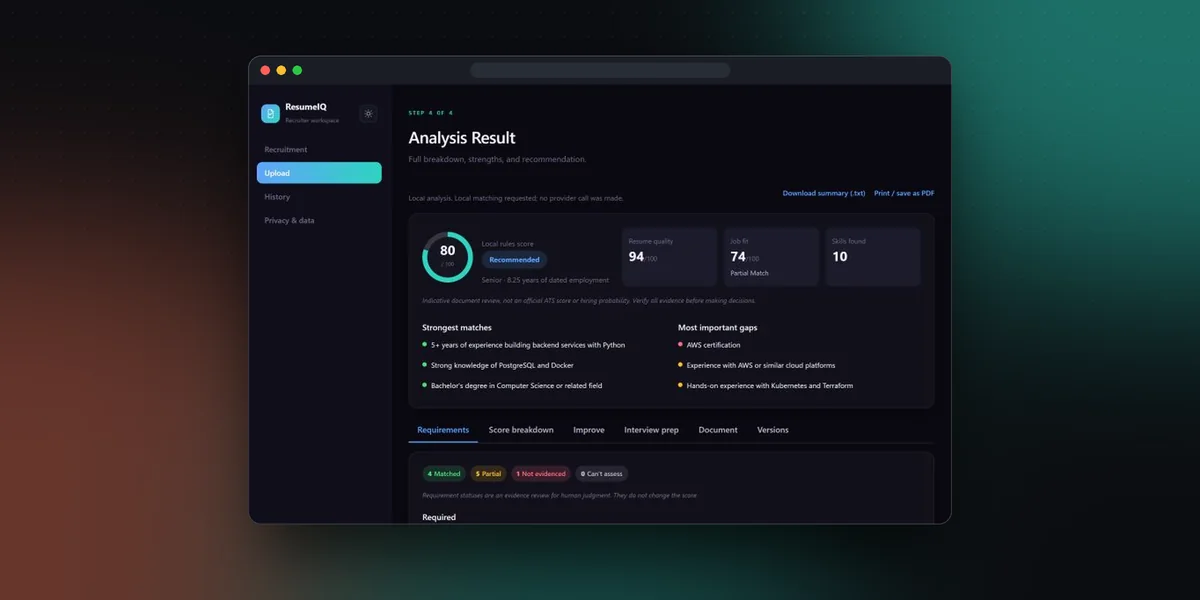 ResumeIQ
Recruiter workspace
Recruitment
Upload
History
Privacy & data
STEP 4 OF 4
Analysis Result
Full breakdown, strengths, and recommendation.
Local analysis. Local matching requested; no provider call was made.
Download summary (.txt) Print / save as PDF
80
/ 100
Local rules score
Recommended
Senior · 8.25 years of dated employment
Resume quality
94/100
Job fit
74/100
Partial Match
Skills found
10
Indicative document review, not an official ATS score or hiring probability. Verify all evidence before making decisions.
Strongest matches
5+ years of experience building backend services with Python
Strong knowledge of PostgreSQL and Docker
Bachelor's degree in Computer Science or related field
Most important gaps
AWS certification
Experience with AWS or similar cloud platforms
Hands-on experience with Kubernetes and Terraform
Requirements Score breakdown Improve Interview prep Document Versions
4 Matched 5 Partial 1 Not evidenced 0 Can't assess
Requirement statuses are an evidence review for human judgment. They do not change the score.
Required